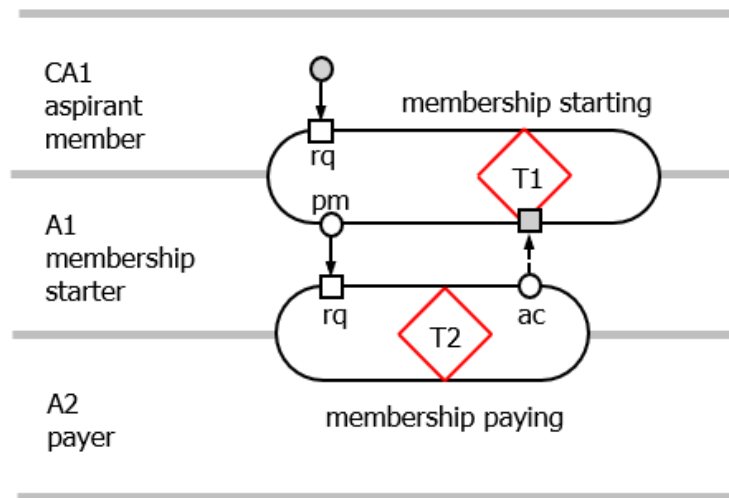 CA1
aspirant
member
membership starting
rq
T1
pm
A1
membership
starter
rq
ac
T2
A2
payer
membership paying